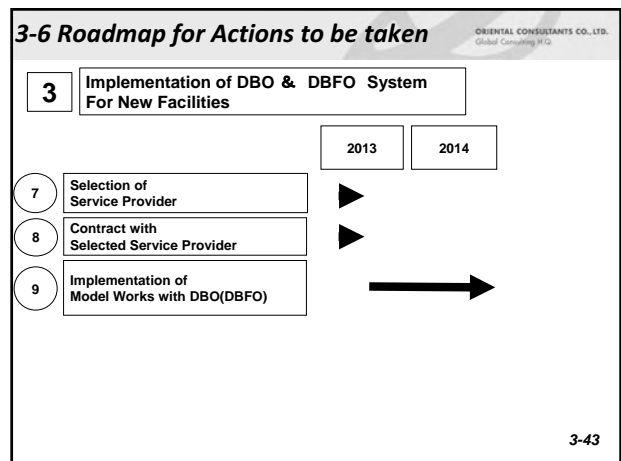 3-6 Roadmap for Actions to be taken
ORIENTAL CONSULTANTS CO., LTD.
Global Consulting H.Q.
3
Implementation of DBO & DBFO System
For New Facilities
2013
2014
7
Selection of
Service Provider
8
Contract with
Selected Service Provider
9
Implementation of
Model Works with DBO(DBFO)
3-43